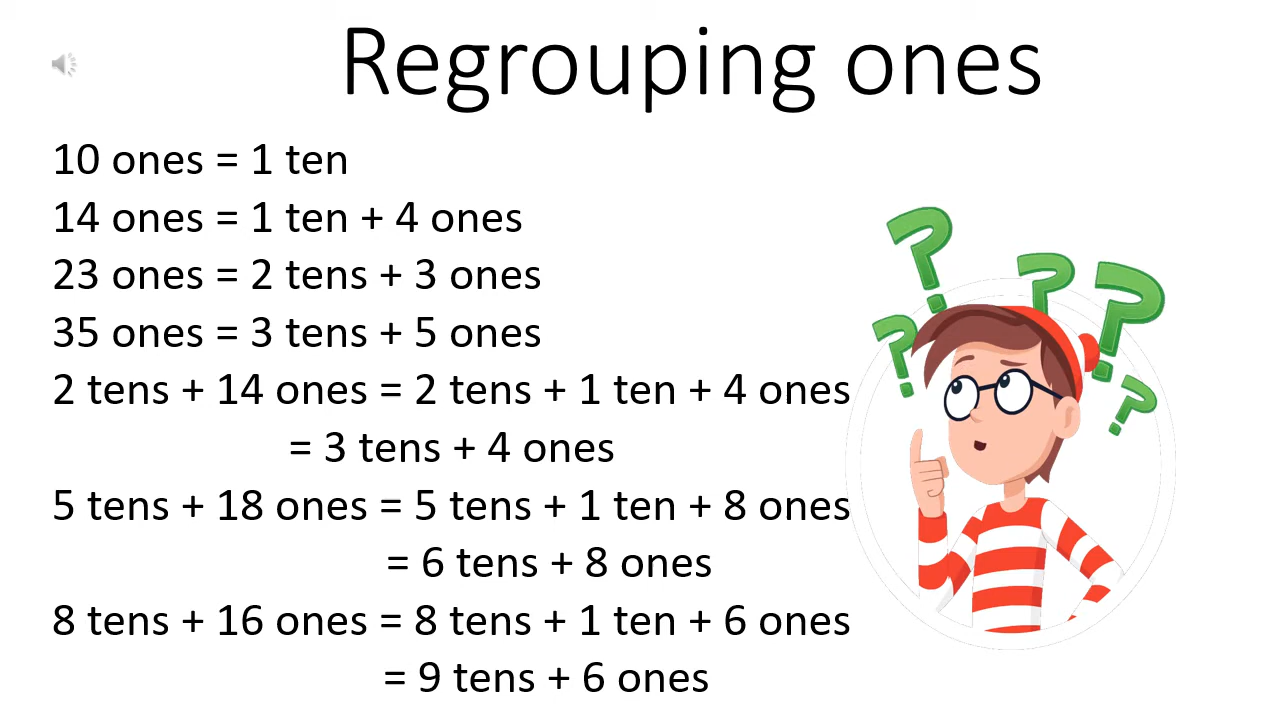 Regrouping ones
10 ones = 1 ten
14 ones = 1 ten + 4 ones
23 ones = 2 tens + 3 ones
35 ones = 3 tens + 5 ones
2 tens + 14 ones = 2 tens + 1 ten + 4 ones
= 3 tens + 4 ones
5 tens + 18 ones = 5 tens + 1 ten + 8 ones
= 6 tens + 8 ones
8 tens + 16 ones = 8 tens + 1 ten + 6 ones
= 9 tens + 6 ones